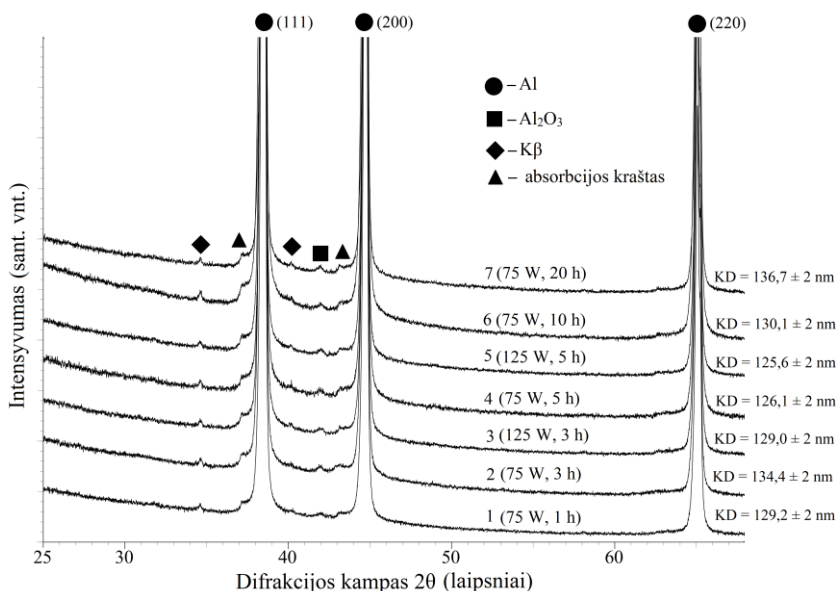 (111)
(200)
(220)
– Al
– Al₂O₃
– Kβ
– absorbcijos kraštas
Intensyvumas (sant. vnt.)
7 (75 W, 20 h)
KD = 136,7 ± 2 nm
6 (75 W, 10 h)
KD = 130,1 ± 2 nm
5 (125 W, 5 h)
KD = 125,6 ± 2 nm
4 (75 W, 5 h)
KD = 126,1 ± 2 nm
3 (125 W, 3 h)
KD = 129,0 ± 2 nm
2 (75 W, 3 h)
KD = 134,4 ± 2 nm
1 (75 W, 1 h)
KD = 129,2 ± 2 nm
25
30
40
50
60
Difrakcijos kampas 2θ (laipsniai)